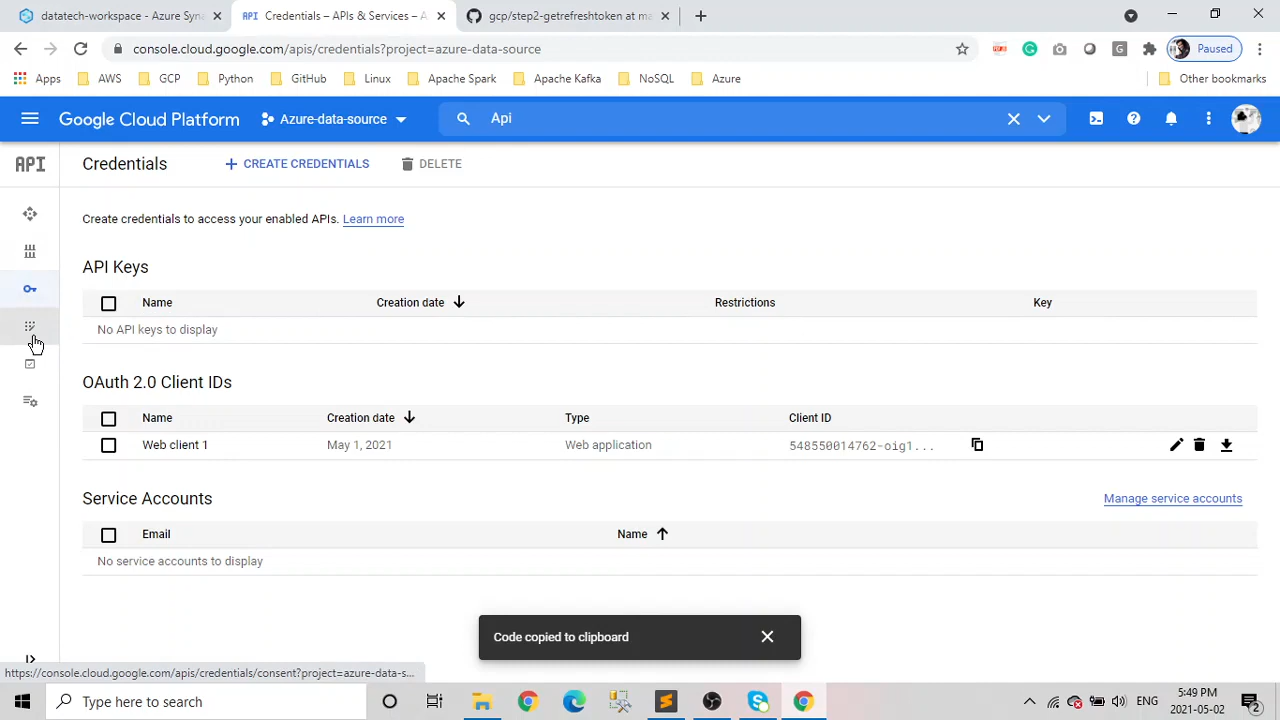 datatech-workspace - Azure Syna
Credentials – APIs & Services – A
gcp/step2-getrefreshtoken at ma
console.cloud.google.com/apis/credentials?project=azure-data-source
Paused
Apps
AWS
GCP
Python
GitHub
Linux
Apache Spark
Apache Kafka
NoSQL
Azure
Other bookmarks
Google Cloud Platform
Azure-data-source
Api
API
Credentials
+ CREATE CREDENTIALS
DELETE
Create credentials to access your enabled APIs. Learn more
API Keys
Name
Creation date
Restrictions
Key
No API keys to display
OAuth 2.0 Client IDs
Name
Creation date
Type
Client ID
Web client 1
May 1, 2021
Web application
548550014762-oig1...
Service Accounts
Manage service accounts
Email
Name
No service accounts to display
Code copied to clipboard
https://console.cloud.google.com/apis/credentials/consent?project=azure-data-s...
Type here to search
ENG
5:49 PM
2021-05-02
2